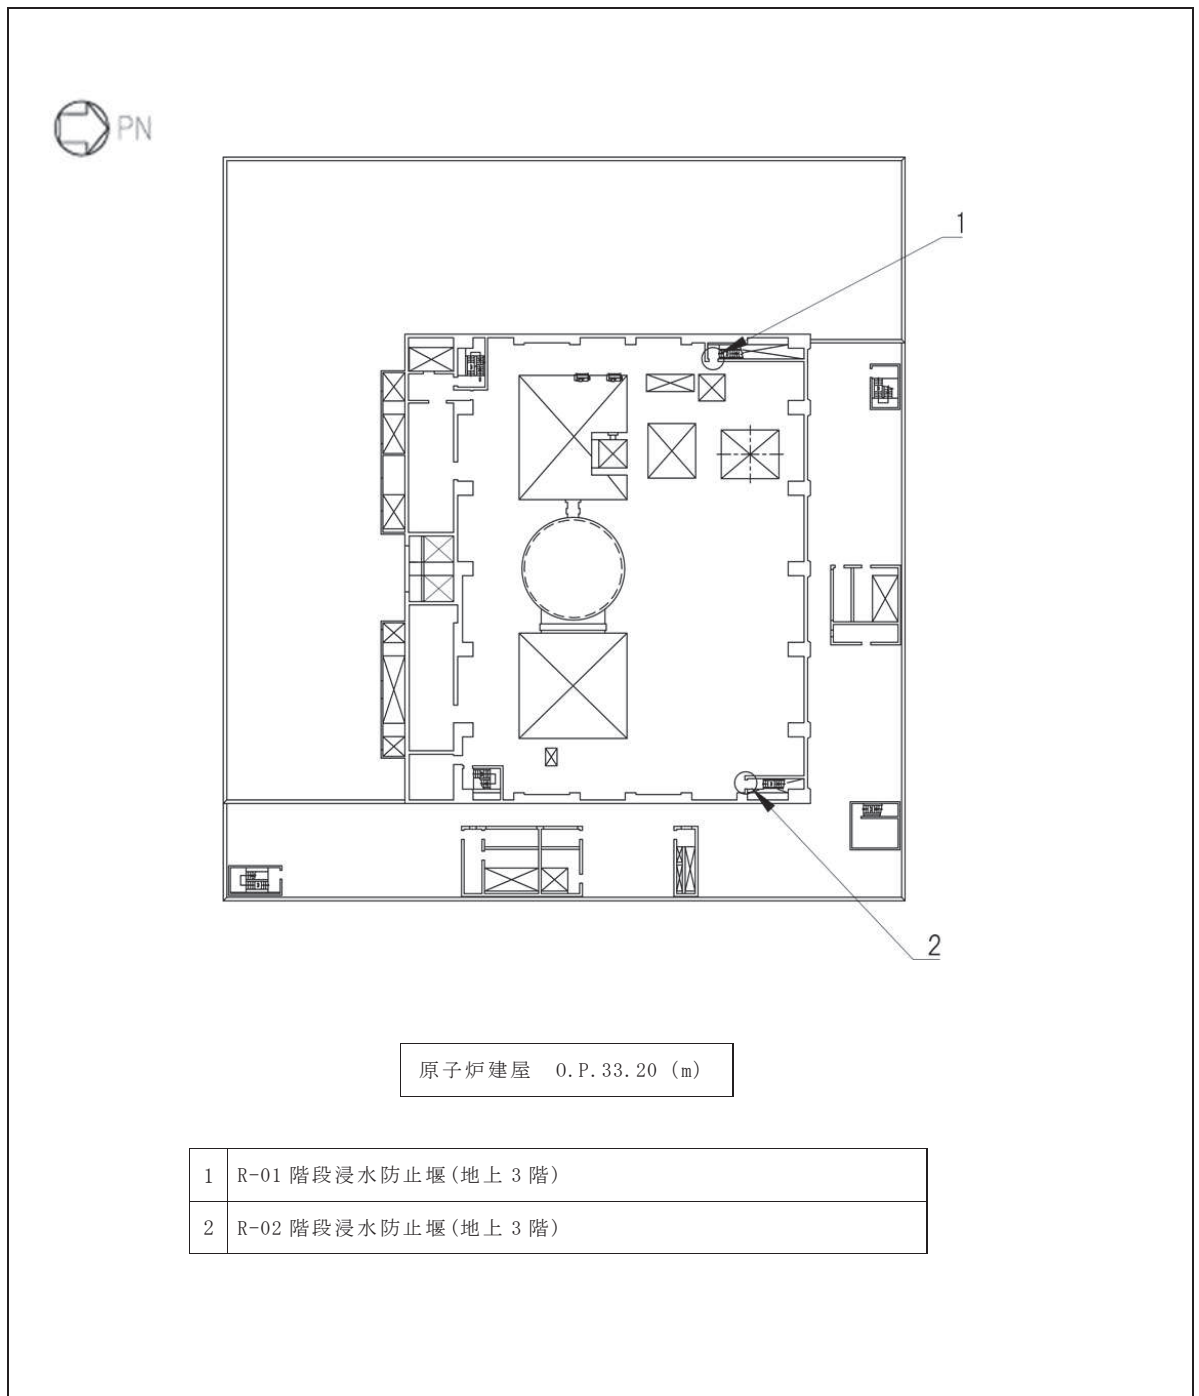 PN
1
2
原子炉建屋　O.P.33.20 (m)
1 R-01 階段浸水防止堰(地上 3 階)
2 R-02 階段浸水防止堰(地上 3 階)